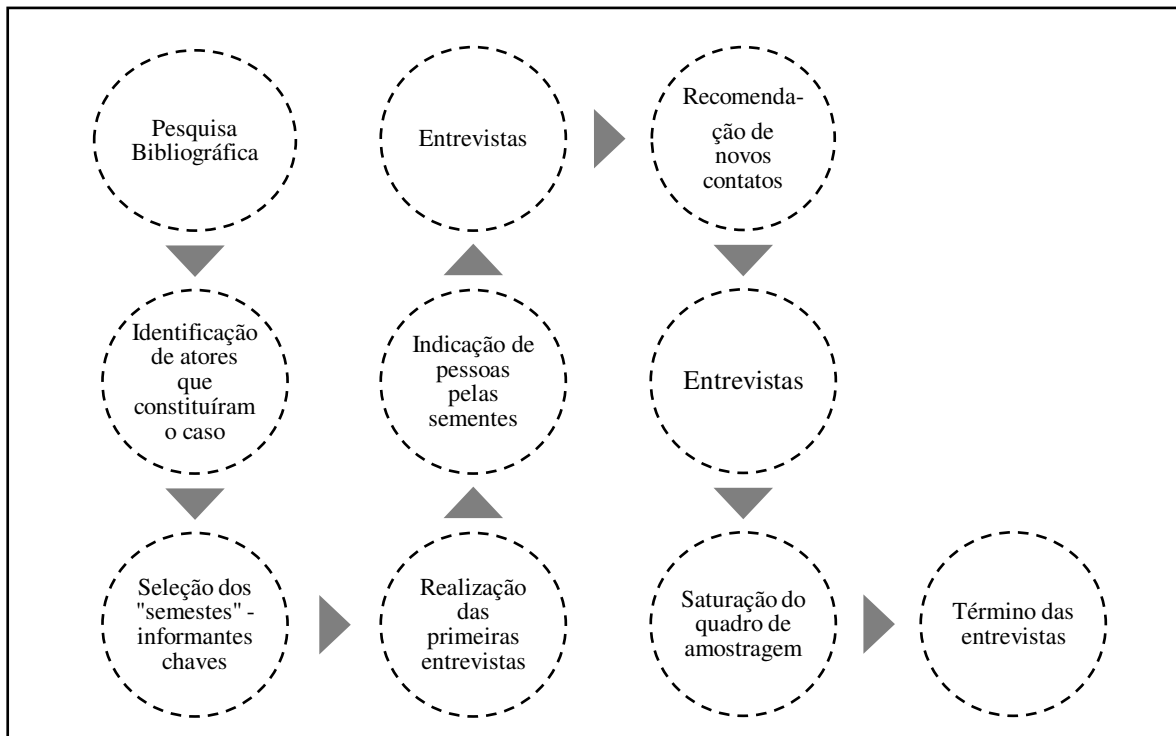 Pesquisa
Bibliográfica
Identificação
de atores
que
constituíram
o caso
Seleção dos
"semestes" -
informantes
chaves
Realização
das
primeiras
entrevistas
Indicação de
pessoas
pelas
sementes
Entrevistas
Recomenda-
ção de
novos
contatos
Entrevistas
Saturação do
quadro de
amostragem
Término das
entrevistas